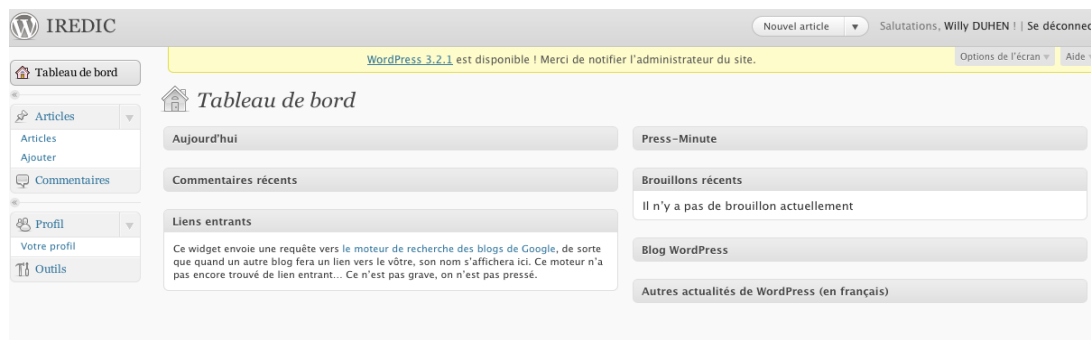 IREDIC
Nouvel article
Salutations, Willy DUHEN ! | Se déconnec
WordPress 3.2.1 est disponible ! Merci de notifier l'administrateur du site.
Options de l'écran
Aide
Tableau de bord
Articles
Articles
Ajouter
Commentaires
Profil
Votre profil
Outils
Tableau de bord
Aujourd'hui
Commentaires récents
Liens entrants
Ce widget envoie une requête vers le moteur de recherche des blogs de Google, de sorte
que quand un autre blog fera un lien vers le vôtre, son nom s'affichera ici. Ce moteur n'a
pas encore trouvé de lien entrant… Ce n'est pas grave, on n'est pas pressé.
Press-Minute
Brouillons récents
Il n'y a pas de brouillon actuellement
Blog WordPress
Autres actualités de WordPress (en français)